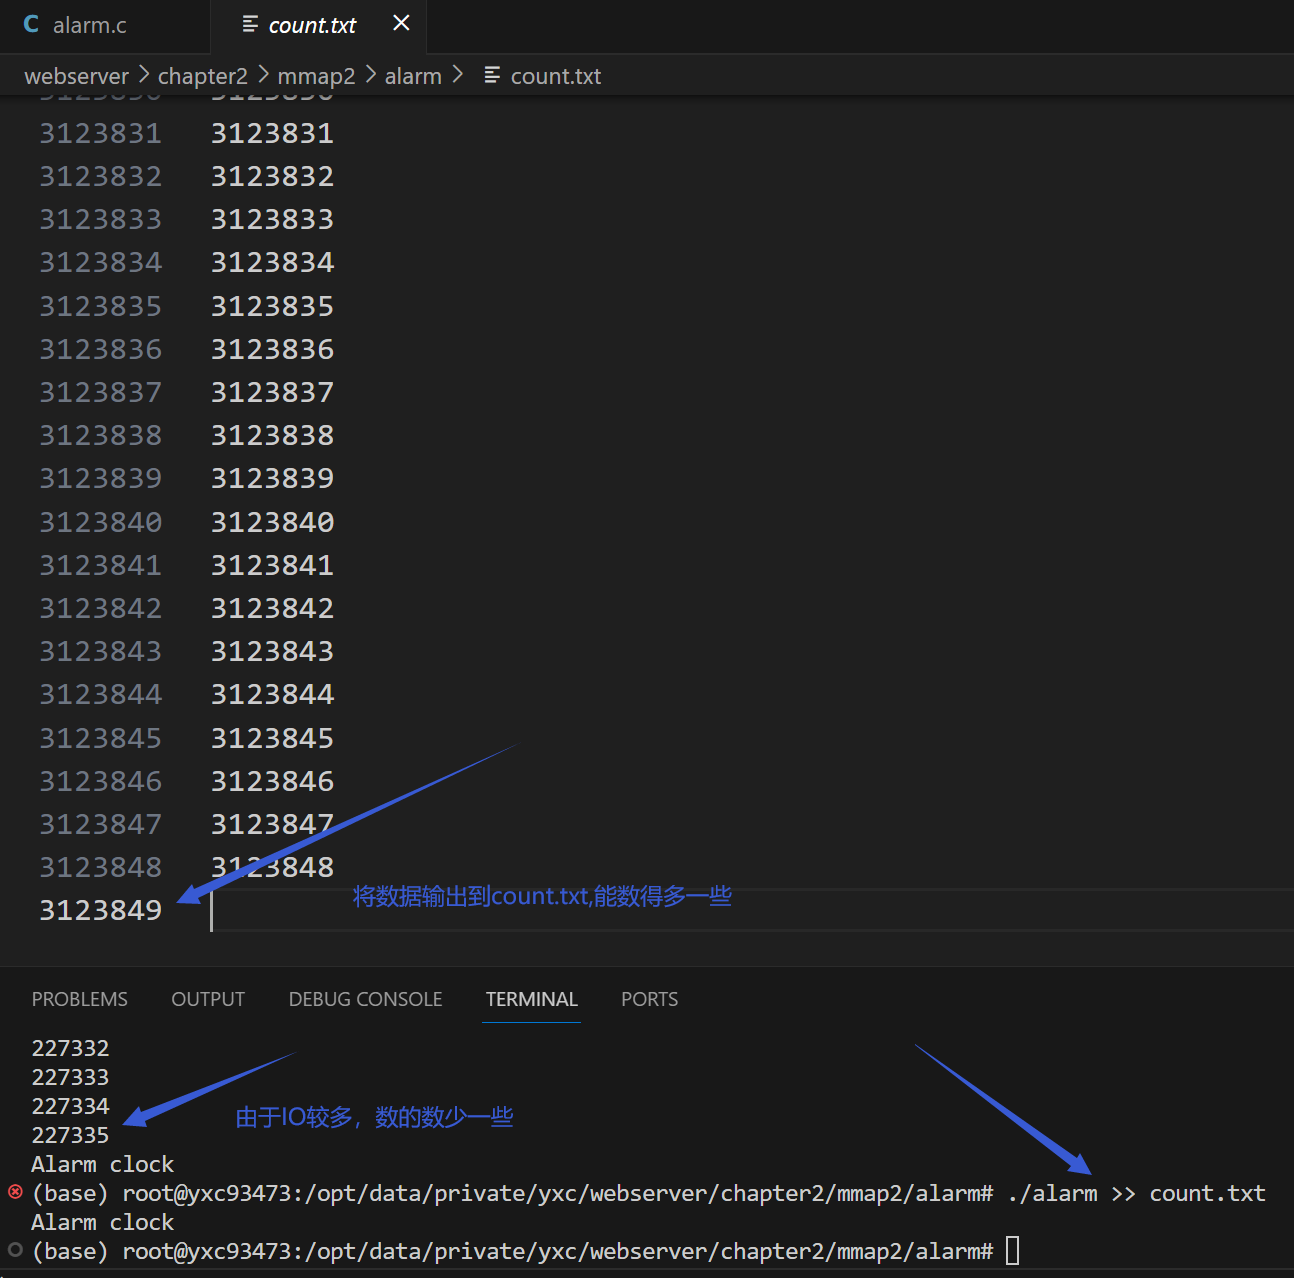 C alarm.c count.txt
webserver > chapter2 > mmap2 > alarm > count.txt
3123831 3123831
3123832 3123832
3123833 3123833
3123834 3123834
3123835 3123835
3123836 3123836
3123837 3123837
3123838 3123838
3123839 3123839
3123840 3123840
3123841 3123841
3123842 3123842
3123843 3123843
3123844 3123844
3123845 3123845
3123846 3123846
3123847 3123847
3123848 3123848
3123849
将数据输出到count.txt,能数得多一些
PROBLEMS OUTPUT DEBUG CONSOLE TERMINAL PORTS
227332
227333
227334
227335
由于IO较多，数的数少一些
Alarm clock
(base) root@yxc93473:/opt/data/private/yxc/webserver/chapter2/mmap2/alarm# ./alarm >> count.txt
Alarm clock
(base) root@yxc93473:/opt/data/private/yxc/webserver/chapter2/mmap2/alarm#